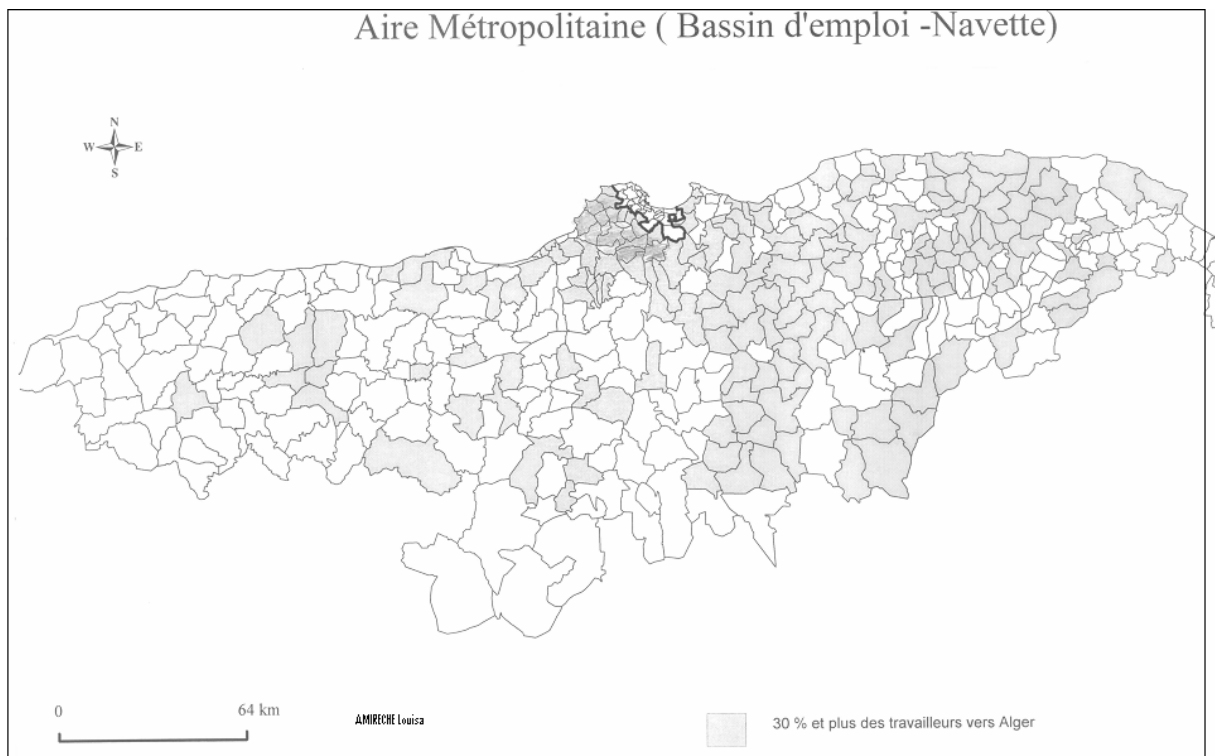 Aire Métropolitaine ( Bassin d'emploi -Navette)
N
W E
S
0 64 km
AMIRECHE Louisa
30 % et plus des travailleurs vers Alger